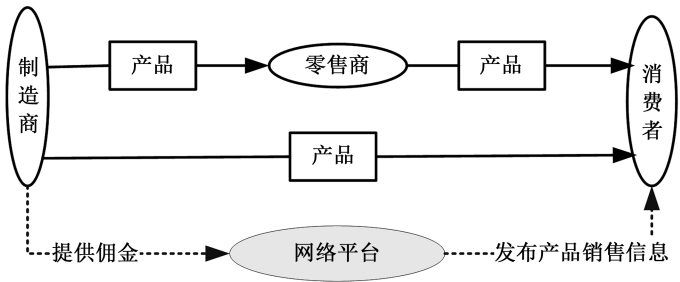 制造商
产品
零售商
产品
消费者
产品
提供佣金
网络平台
发布产品销售信息